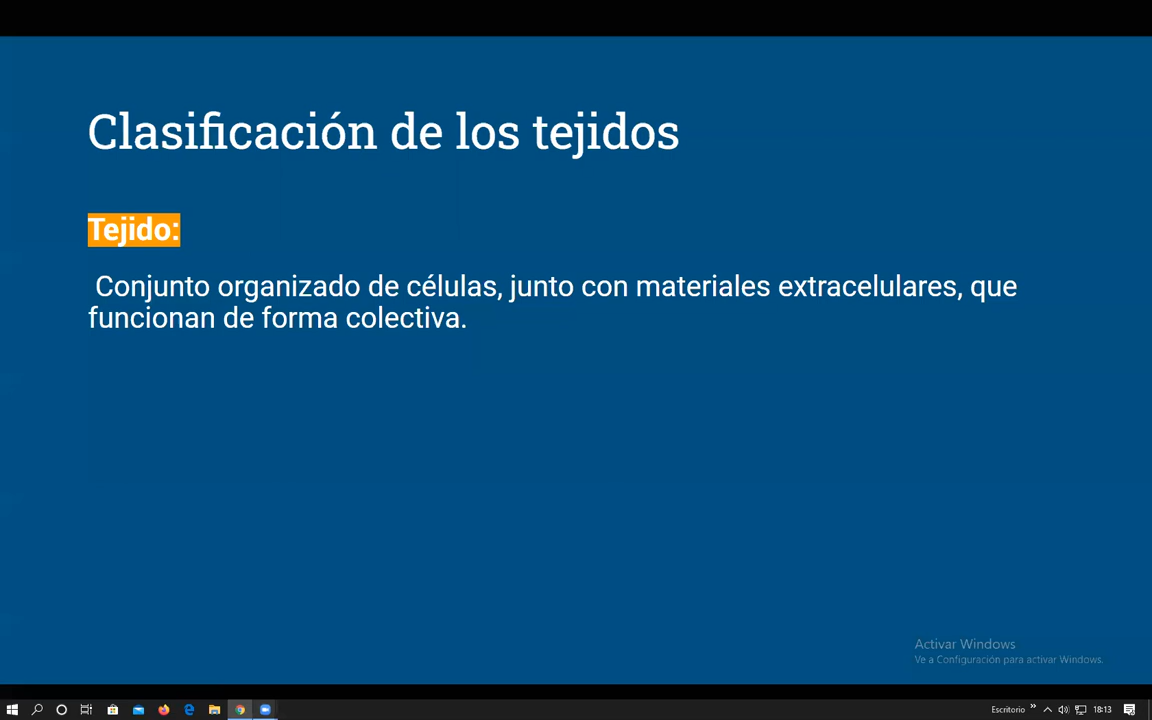 Clasificación de los tejidos
Tejido:
Conjunto organizado de células, junto con materiales extracelulares, que
funcionan de forma colectiva.
Activar Windows
Ve a Configuración para activar Windows.
Escritorio » 18:13